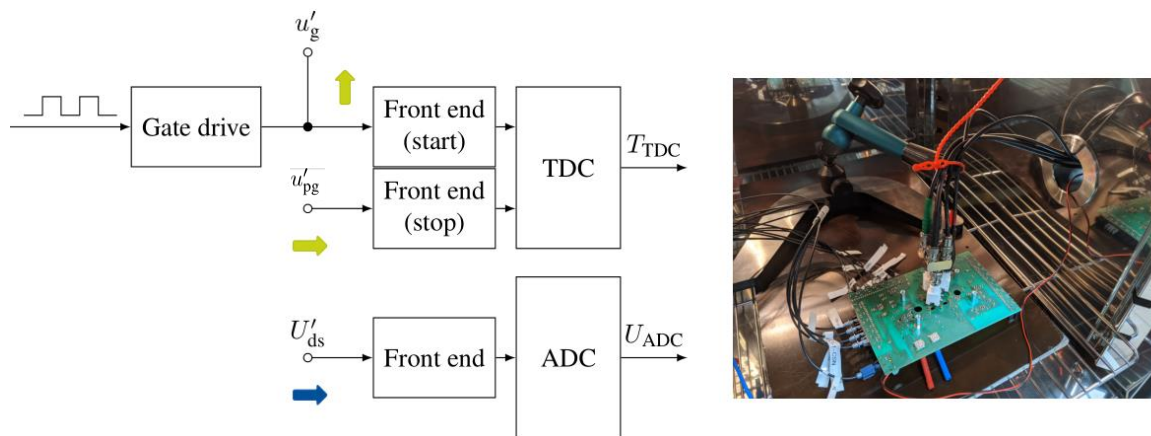 u′g
Gate drive
Front end
(start)
TDC
TTDC
u′pg
Front end
(stop)
U′ds
Front end
ADC
UADC